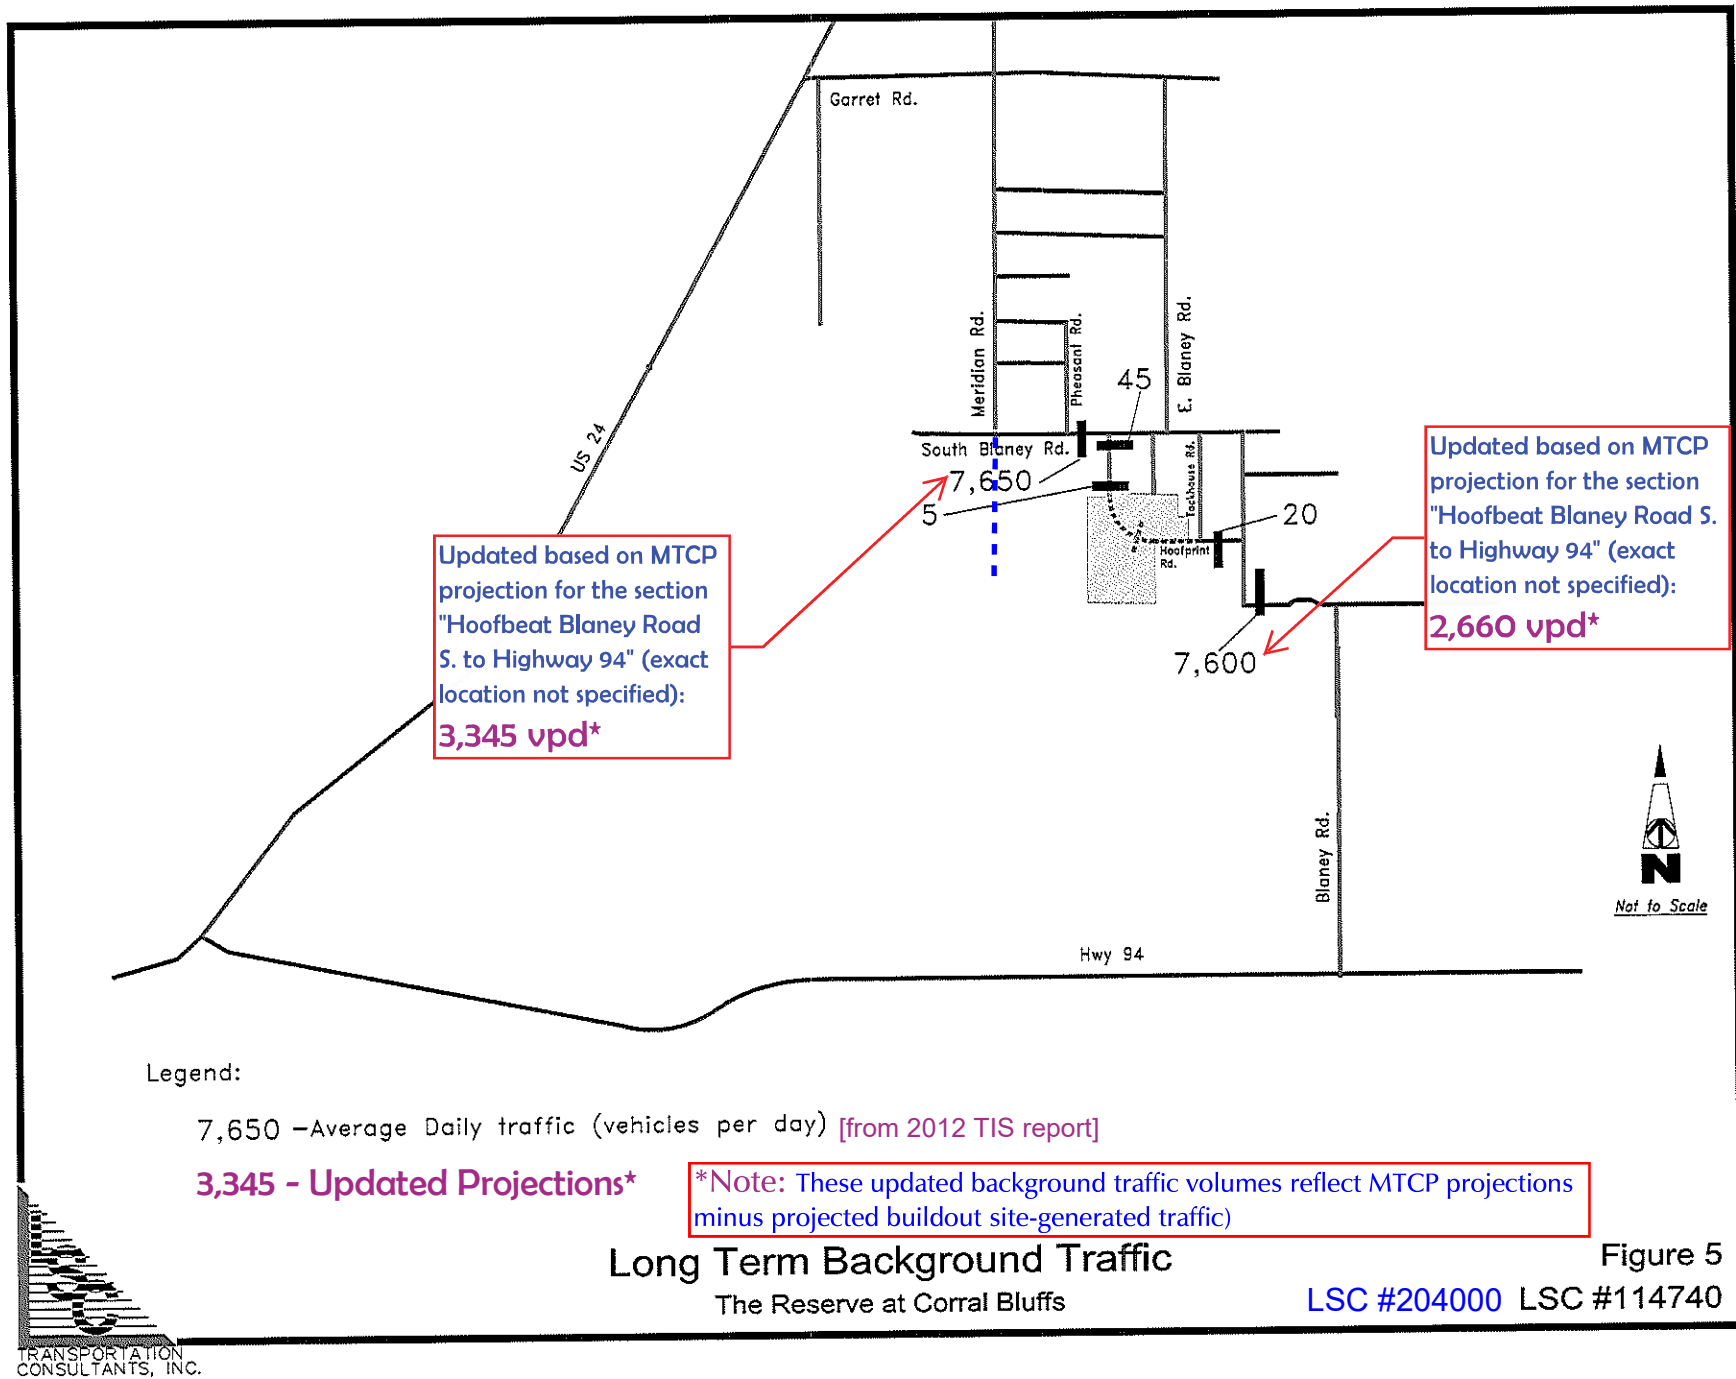 Garret Rd.
US 24
Meridian Rd.
Pheasant Rd.
E. Blaney Rd.
45
South Blaney Rd.
7,650
5
Tackhouse Rd.
20
Hoofprint
Rd.
7,600
Updated based on MTCP
projection for the section
"Hoofbeat Blaney Road
S. to Highway 94" (exact
location not specified):
3,345 vpd*
Updated based on MTCP
projection for the section
"Hoofbeat Blaney Road S.
to Highway 94" (exact
location not specified):
2,660 vpd*
Blaney Rd.
N
Not to Scale
Hwy 94
Legend:
7,650 –Average Daily traffic (vehicles per day) [from 2012 TIS report]
3,345 - Updated Projections*
*Note: These updated background traffic volumes reflect MTCP projections
minus projected buildout site-generated traffic)
Long Term Background Traffic
The Reserve at Corral Bluffs
Figure 5
LSC #204000 LSC #114740
LSC
TRANSPORTATION
CONSULTANTS, INC.